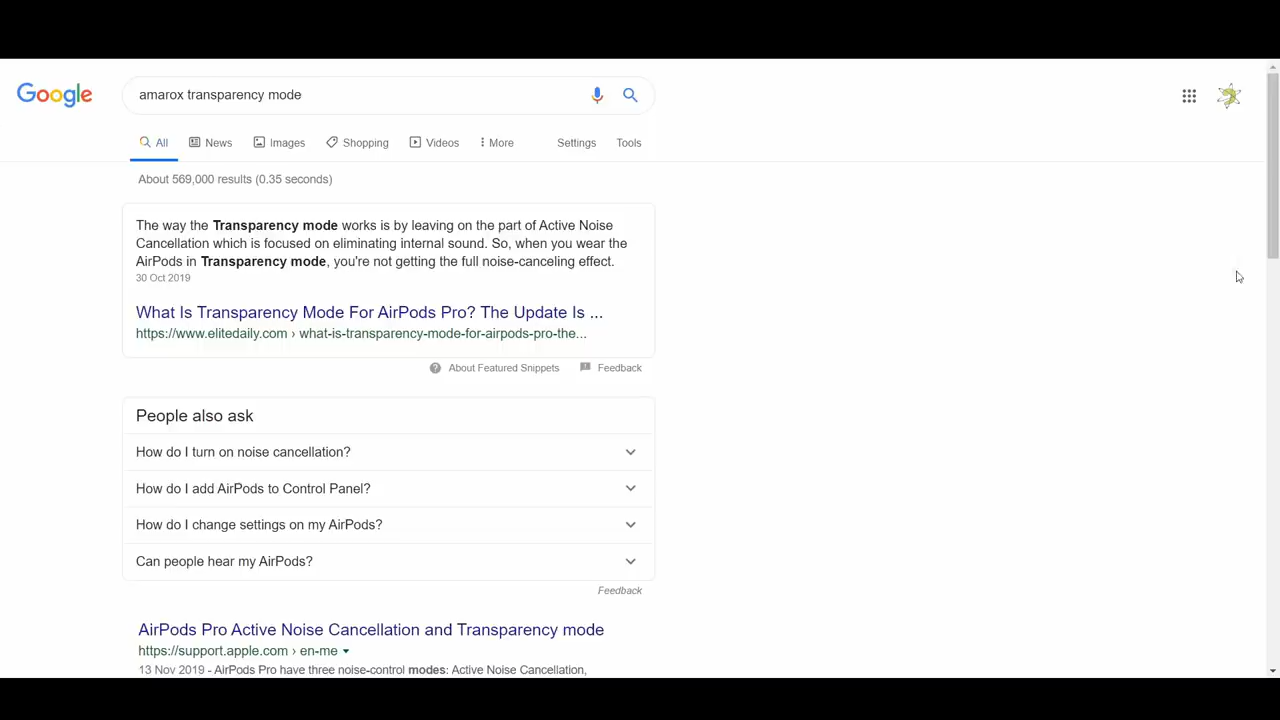 Google
amarox transparency mode
All News Images Shopping Videos More Settings Tools
About 569,000 results (0.35 seconds)
The way the Transparency mode works is by leaving on the part of Active Noise
Cancellation which is focused on eliminating internal sound. So, when you wear the
AirPods in Transparency mode, you're not getting the full noise-canceling effect.
30 Oct 2019
What Is Transparency Mode For AirPods Pro? The Update Is ...
https://www.elitedaily.com › what-is-transparency-mode-for-airpods-pro-the...
About Featured Snippets Feedback
People also ask
How do I turn on noise cancellation?
How do I add AirPods to Control Panel?
How do I change settings on my AirPods?
Can people hear my AirPods?
Feedback
AirPods Pro Active Noise Cancellation and Transparency mode
https://support.apple.com › en-me
13 Nov 2019 - AirPods Pro have three noise-control modes: Active Noise Cancellation,